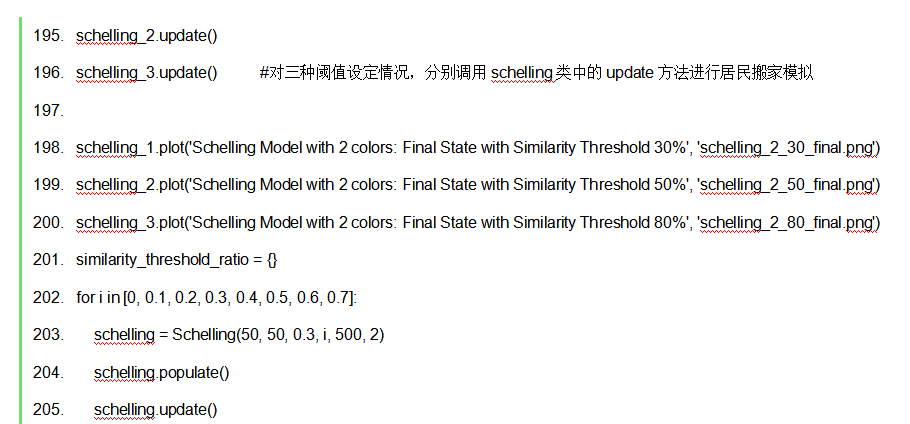 195. schelling_2.update()
196. schelling_3.update() #对三种阈值设定情况，分别调用 schelling 类中的 update 方法进行居民搬家模拟
197.
198. schelling_1.plot('Schelling Model with 2 colors: Final State with Similarity Threshold 30%', 'schelling_2_30_final.png')
199. schelling_2.plot('Schelling Model with 2 colors: Final State with Similarity Threshold 50%', 'schelling_2_50_final.png')
200. schelling_3.plot('Schelling Model with 2 colors: Final State with Similarity Threshold 80%', 'schelling_2_80_final.png')
201. similarity_threshold_ratio = {}
202. for i in [0, 0.1, 0.2, 0.3, 0.4, 0.5, 0.6, 0.7]:
203. schelling = Schelling(50, 50, 0.3, i, 500, 2)
204. schelling.populate()
205. schelling.update()